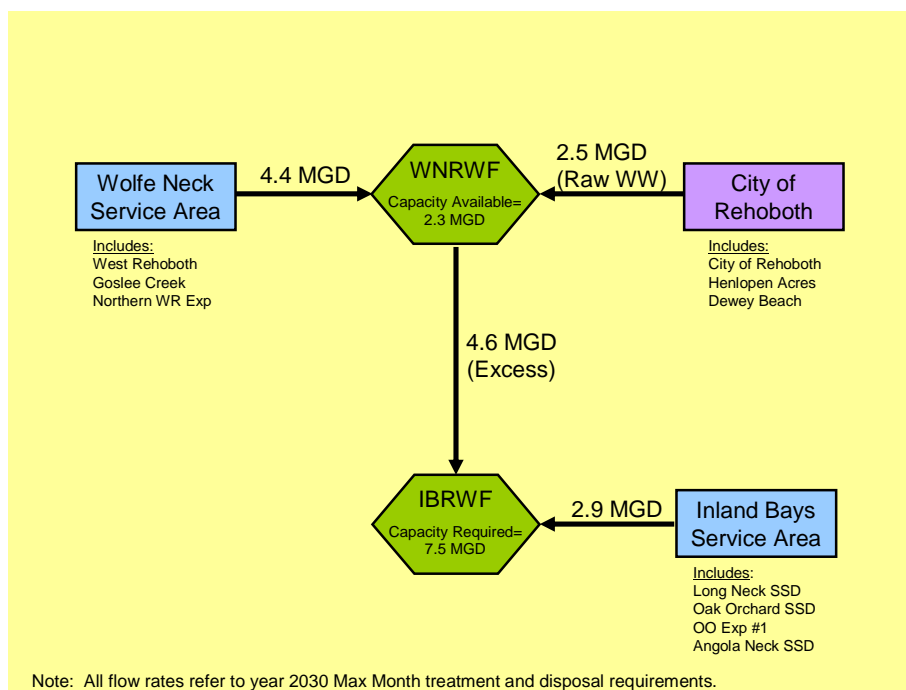 Wolfe Neck
Service Area
Includes:
West Rehoboth
Goslee Creek
Northern WR Exp
4.4 MGD
WNRWF
Capacity Available=
2.3 MGD
2.5 MGD
(Raw WW)
City of
Rehoboth
Includes:
City of Rehoboth
Henlopen Acres
Dewey Beach
4.6 MGD
(Excess)
IBRWF
Capacity Required=
7.5 MGD
2.9 MGD
Inland Bays
Service Area
Includes:
Long Neck SSD
Oak Orchard SSD
OO Exp #1
Angola Neck SSD
Note:  All flow rates refer to year 2030 Max Month treatment and disposal requirements.